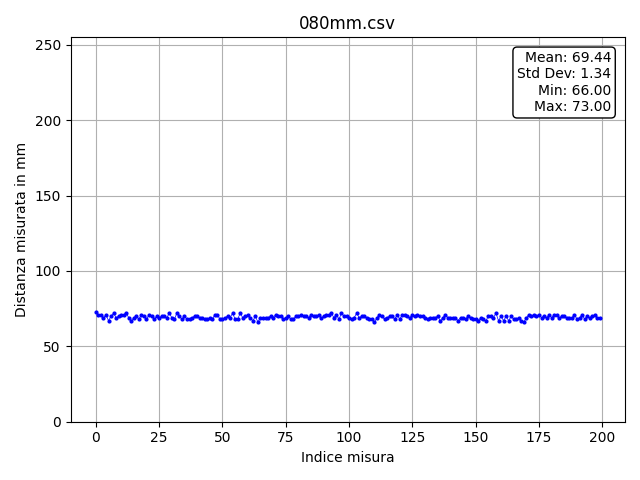 080mm.csv
Mean: 69.44
Std Dev: 1.34
Min: 66.00
Max: 73.00
Distanza misurata in mm
250
200
150
100
50
0
0 25 50 75 100 125 150 175 200
Indice misura